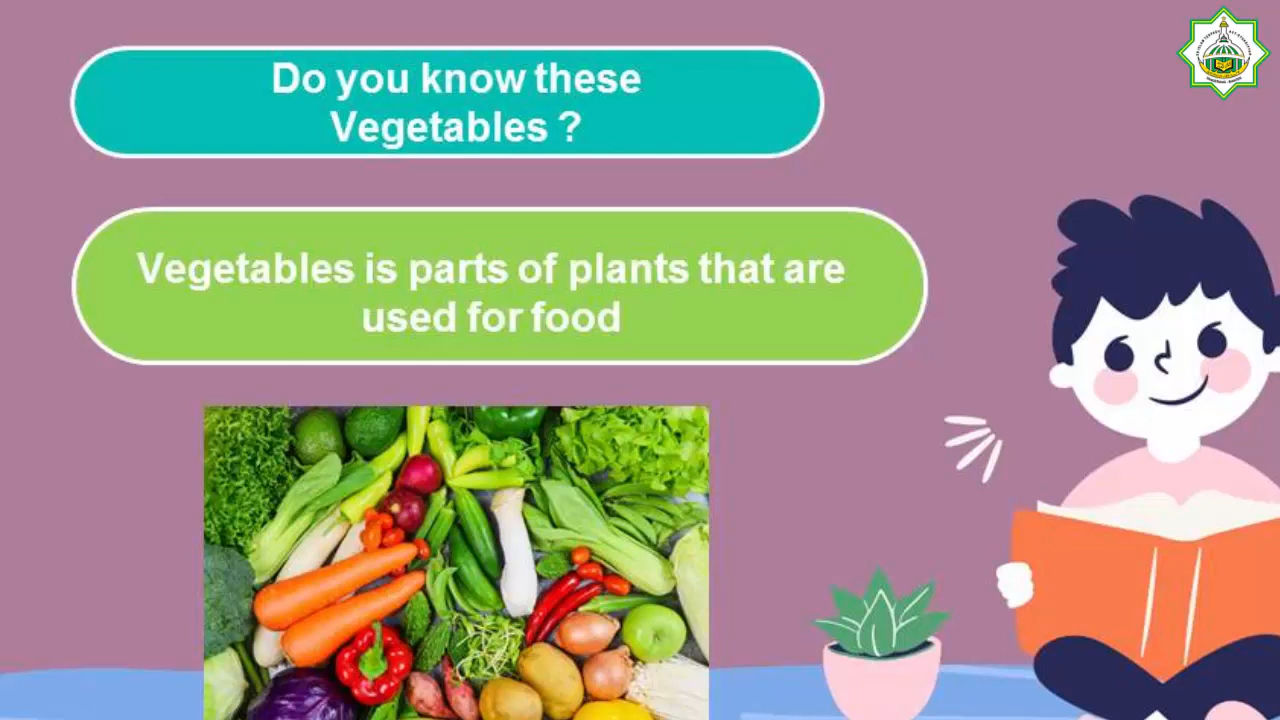 Do you know these
Vegetables ?
Vegetables is parts of plants that are
used for food